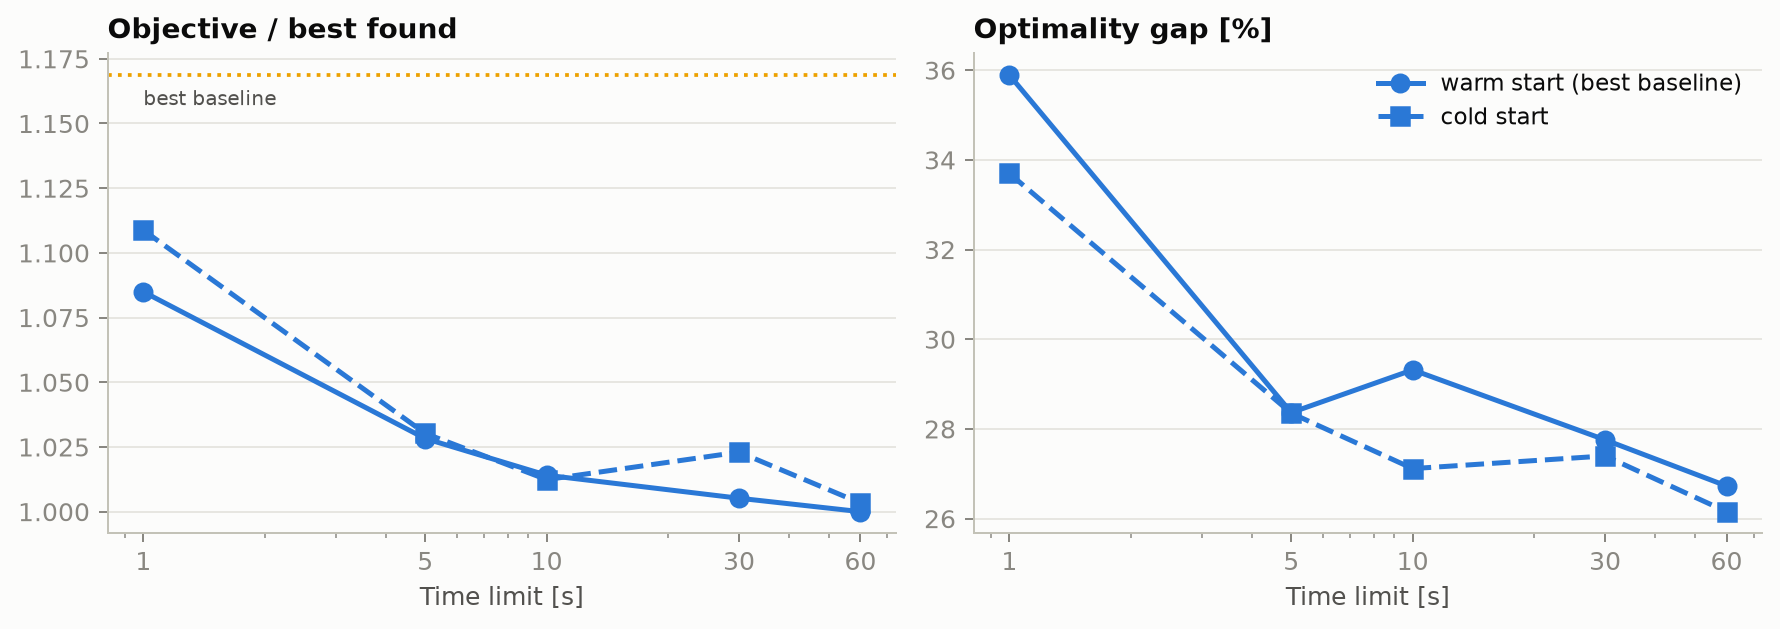 Objective / best found
1.175
1.150
1.125
1.100
1.075
1.050
1.025
1.000
best baseline
1 5 10 30 60
Time limit [s]
Optimality gap [%]
36
34
32
30
28
26
warm start (best baseline)
cold start
1 5 10 30 60
Time limit [s]